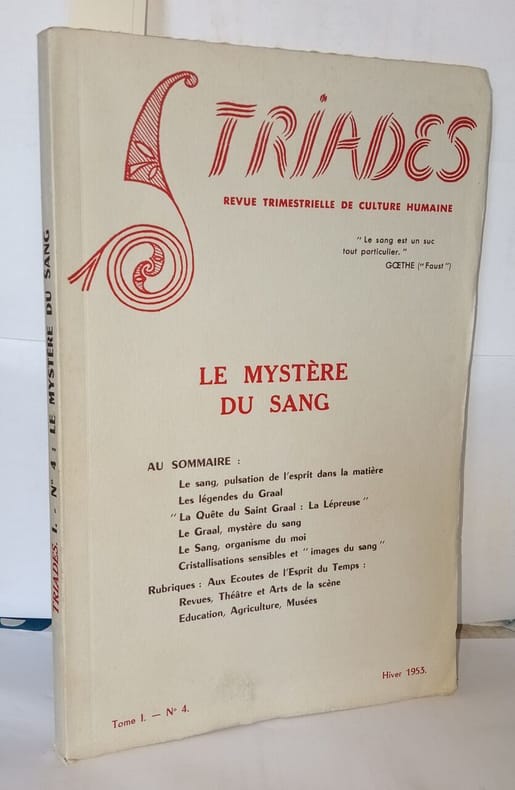 TRIADES
REVUE TRIMESTRIELLE DE CULTURE HUMAINE
" Le sang est un suc
tout particulier. "
GŒTHE (" Faust ")
LE MYSTÈRE
DU SANG
AU SOMMAIRE :
Le sang, pulsation de l'esprit dans la matière
Les légendes du Graal
" La Quête du Saint Graal : La Lépreuse "
Le Graal, mystère du sang
Le Sang, organisme du moi
Cristallisations sensibles et " images du sang "
Rubriques : Aux Ecoutes de l'Esprit du Temps :
Revues, Théâtre et Arts de la scène
Education, Agriculture, Musées
Tome I. — N° 4.
Hiver 1953.
TRIADES. I. - N° 4 : LE MYSTÈRE DU SANG